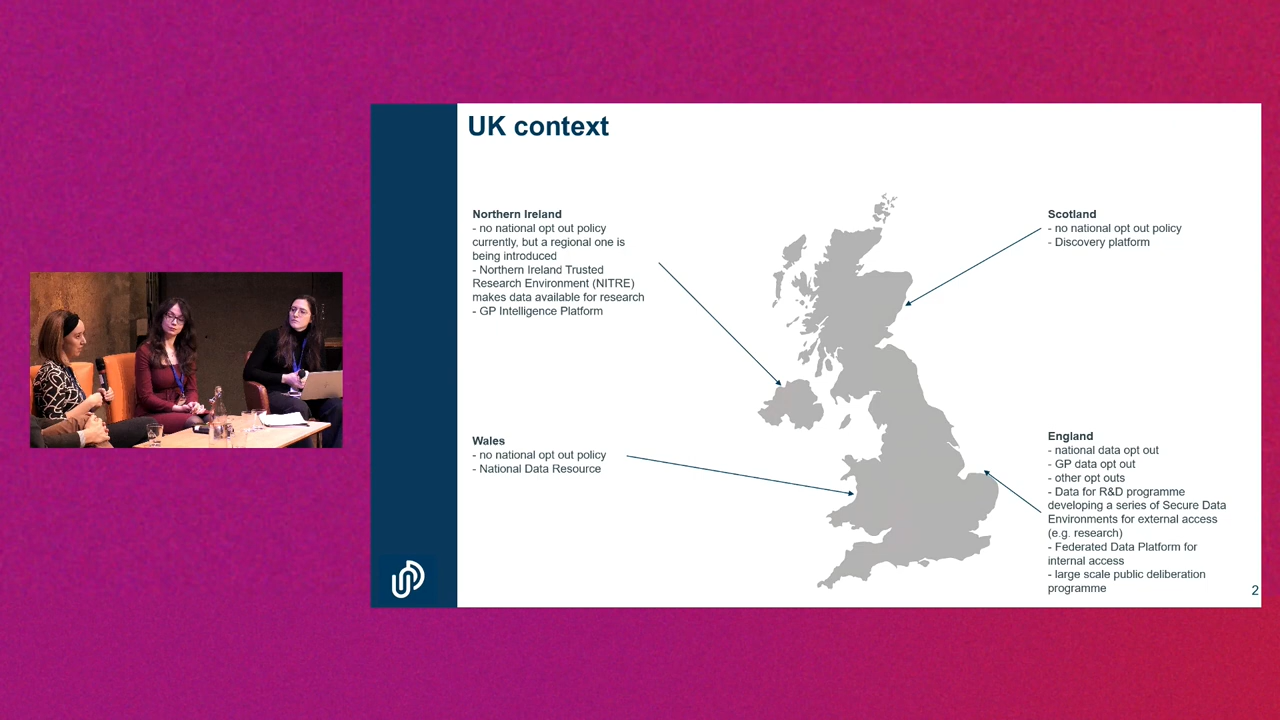 UK context
Northern Ireland
- no national opt out policy
currently, but a regional one is
being introduced
- Northern Ireland Trusted
Research Environment (NITRE)
makes data available for research
- GP Intelligence Platform
Scotland
- no national opt out policy
- Discovery platform
Wales
- no national opt out policy
- National Data Resource
England
- national data opt out
- GP data opt out
- other opt outs
- Data for R&D programme
developing a series of Secure Data
Environments for external access
(e.g. research)
- Federated Data Platform for
internal access
- large scale public deliberation
programme
2